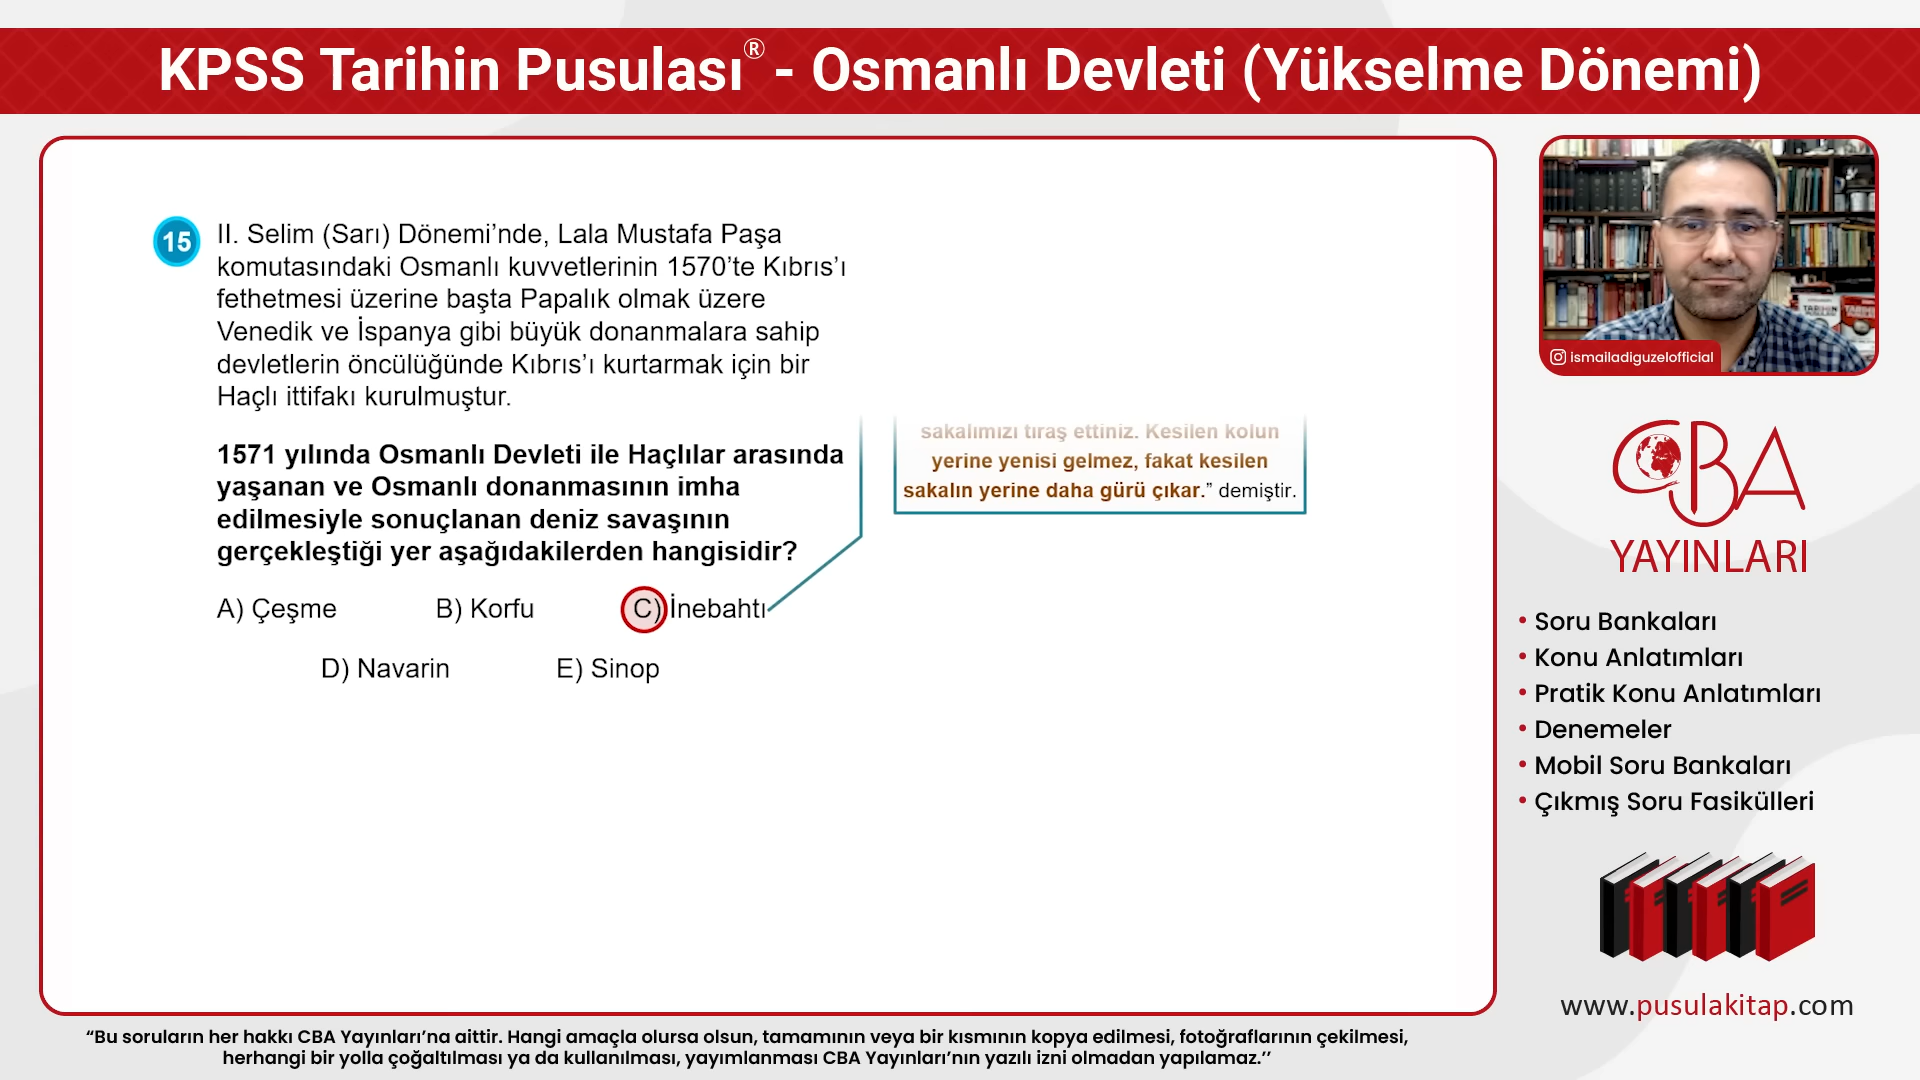 KPSS Tarihin Pusulası® - Osmanlı Devleti (Yükselme Dönemi)
15
II. Selim (Sarı) Dönemi’nde, Lala Mustafa Paşa
komutasındaki Osmanlı kuvvetlerinin 1570’te Kıbrıs’ı
fethetmesi üzerine başta Papalık olmak üzere
Venedik ve İspanya gibi büyük donanmalara sahip
devletlerin öncülüğünde Kıbrıs’ı kurtarmak için bir
Haçlı ittifakı kurulmuştur.
1571 yılında Osmanlı Devleti ile Haçlılar arasında
yaşanan ve Osmanlı donanmasının imha
edilmesiyle sonuçlanan deniz savaşının
gerçekleştiği yer aşağıdakilerden hangisidir?
A) Çeşme B) Korfu C) İnebahtı
D) Navarin E) Sinop
sakalımızı tıraş ettiniz. Kesilen kolun
yerine yenisi gelmez, fakat kesilen
sakalın yerine daha gürü çıkar.” demiştir.
ismailadiguzelofficial
CBA
YAYINLARI
• Soru Bankaları
• Konu Anlatımları
• Pratik Konu Anlatımları
• Denemeler
• Mobil Soru Bankaları
• Çıkmış Soru Fasikülleri
www.pusulakitap.com
“Bu soruların her hakkı CBA Yayınları’na aittir. Hangi amaçla olursa olsun, tamamının veya bir kısmının kopya edilmesi, fotoğraflarının çekilmesi,
herhangi bir yolla çoğaltılması ya da kullanılması, yayımlanması CBA Yayınları’nın yazılı izni olmadan yapılamaz.’’